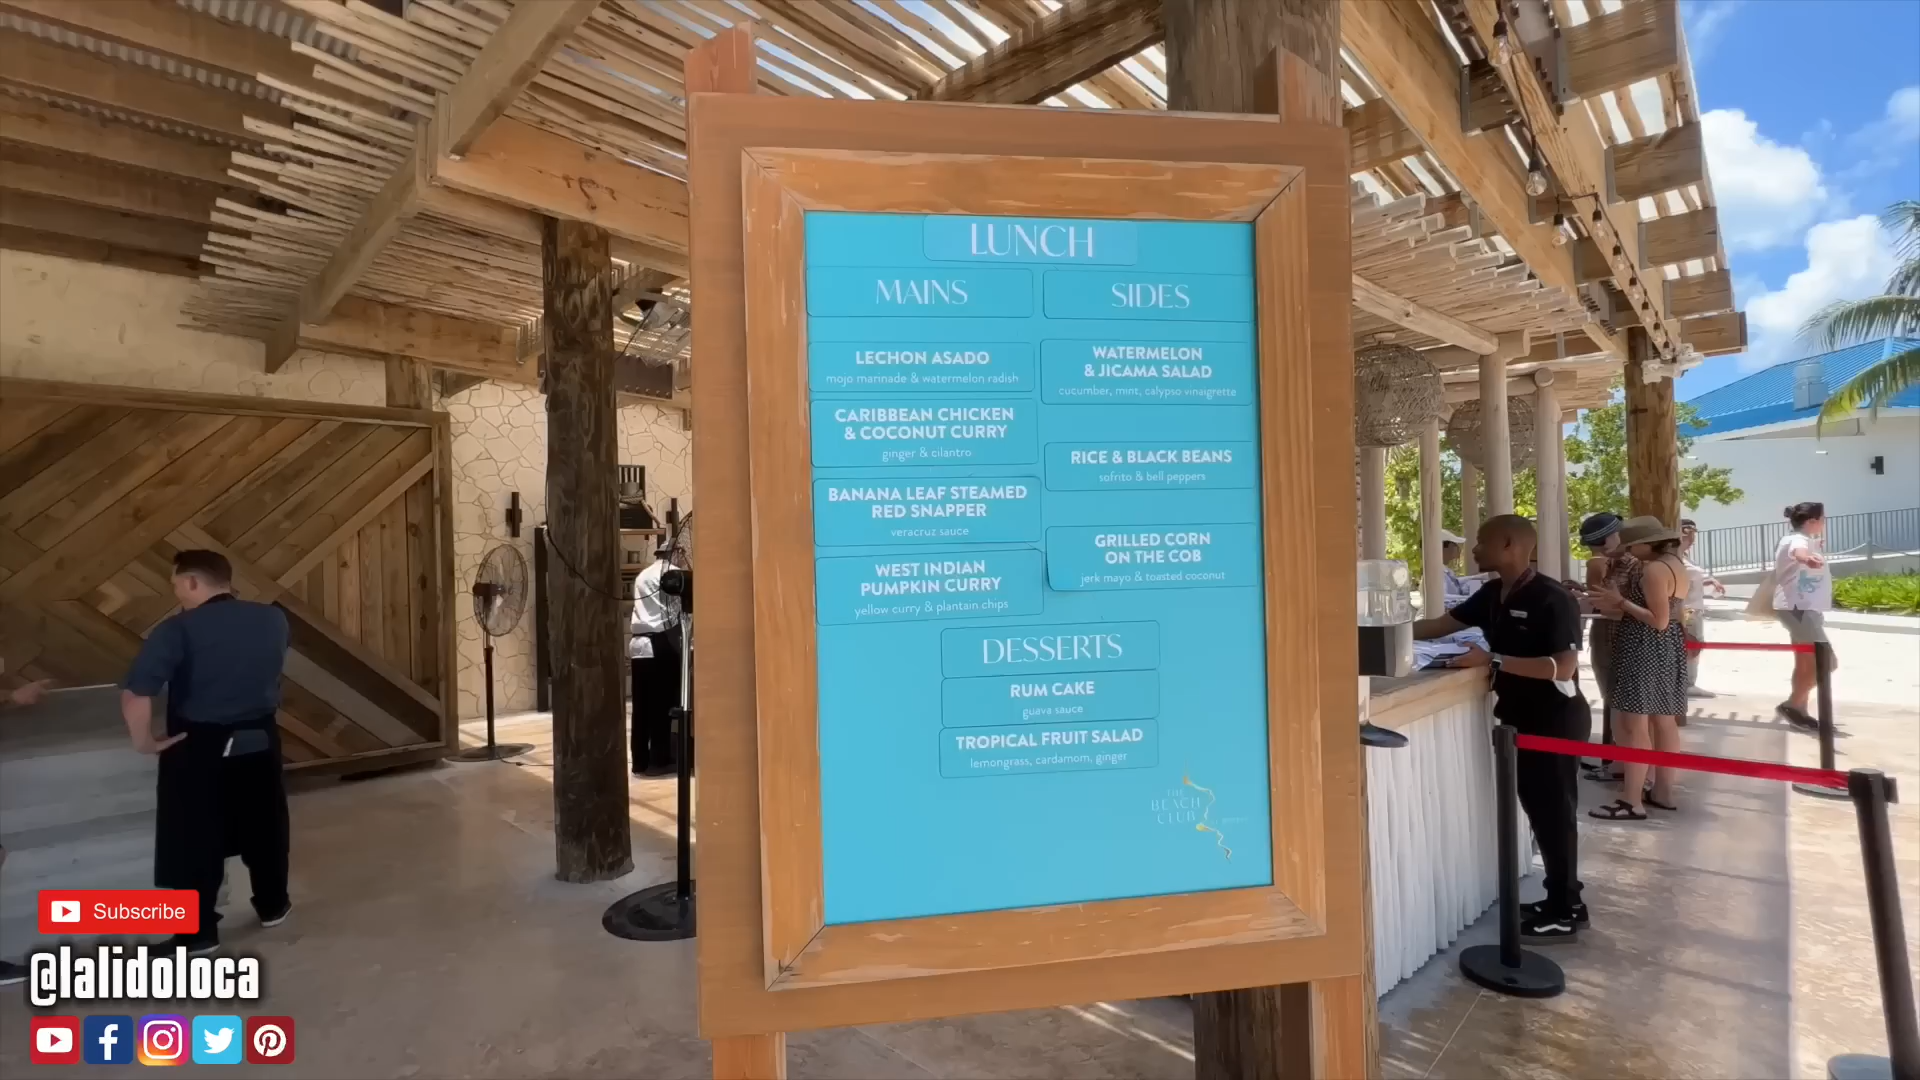 LUNCH
MAINS
LECHON ASADO
mojo marinade & watermelon radish
CARIBBEAN CHICKEN
& COCONUT CURRY
ginger & cilantro
BANANA LEAF STEAMED
RED SNAPPER
veracruz sauce
WEST INDIAN
PUMPKIN CURRY
yellow curry & plantain chips
SIDES
WATERMELON
& JICAMA SALAD
cucumber, mint, calypso vinaigrette
RICE & BLACK BEANS
sofrito & bell peppers
GRILLED CORN
ON THE COB
jerk mayo & toasted coconut
DESSERTS
RUM CAKE
guava sauce
TROPICAL FRUIT SALAD
lemongrass, cardamom, ginger
THE
BEACH
CLUB
Subscribe
@lalidoloca